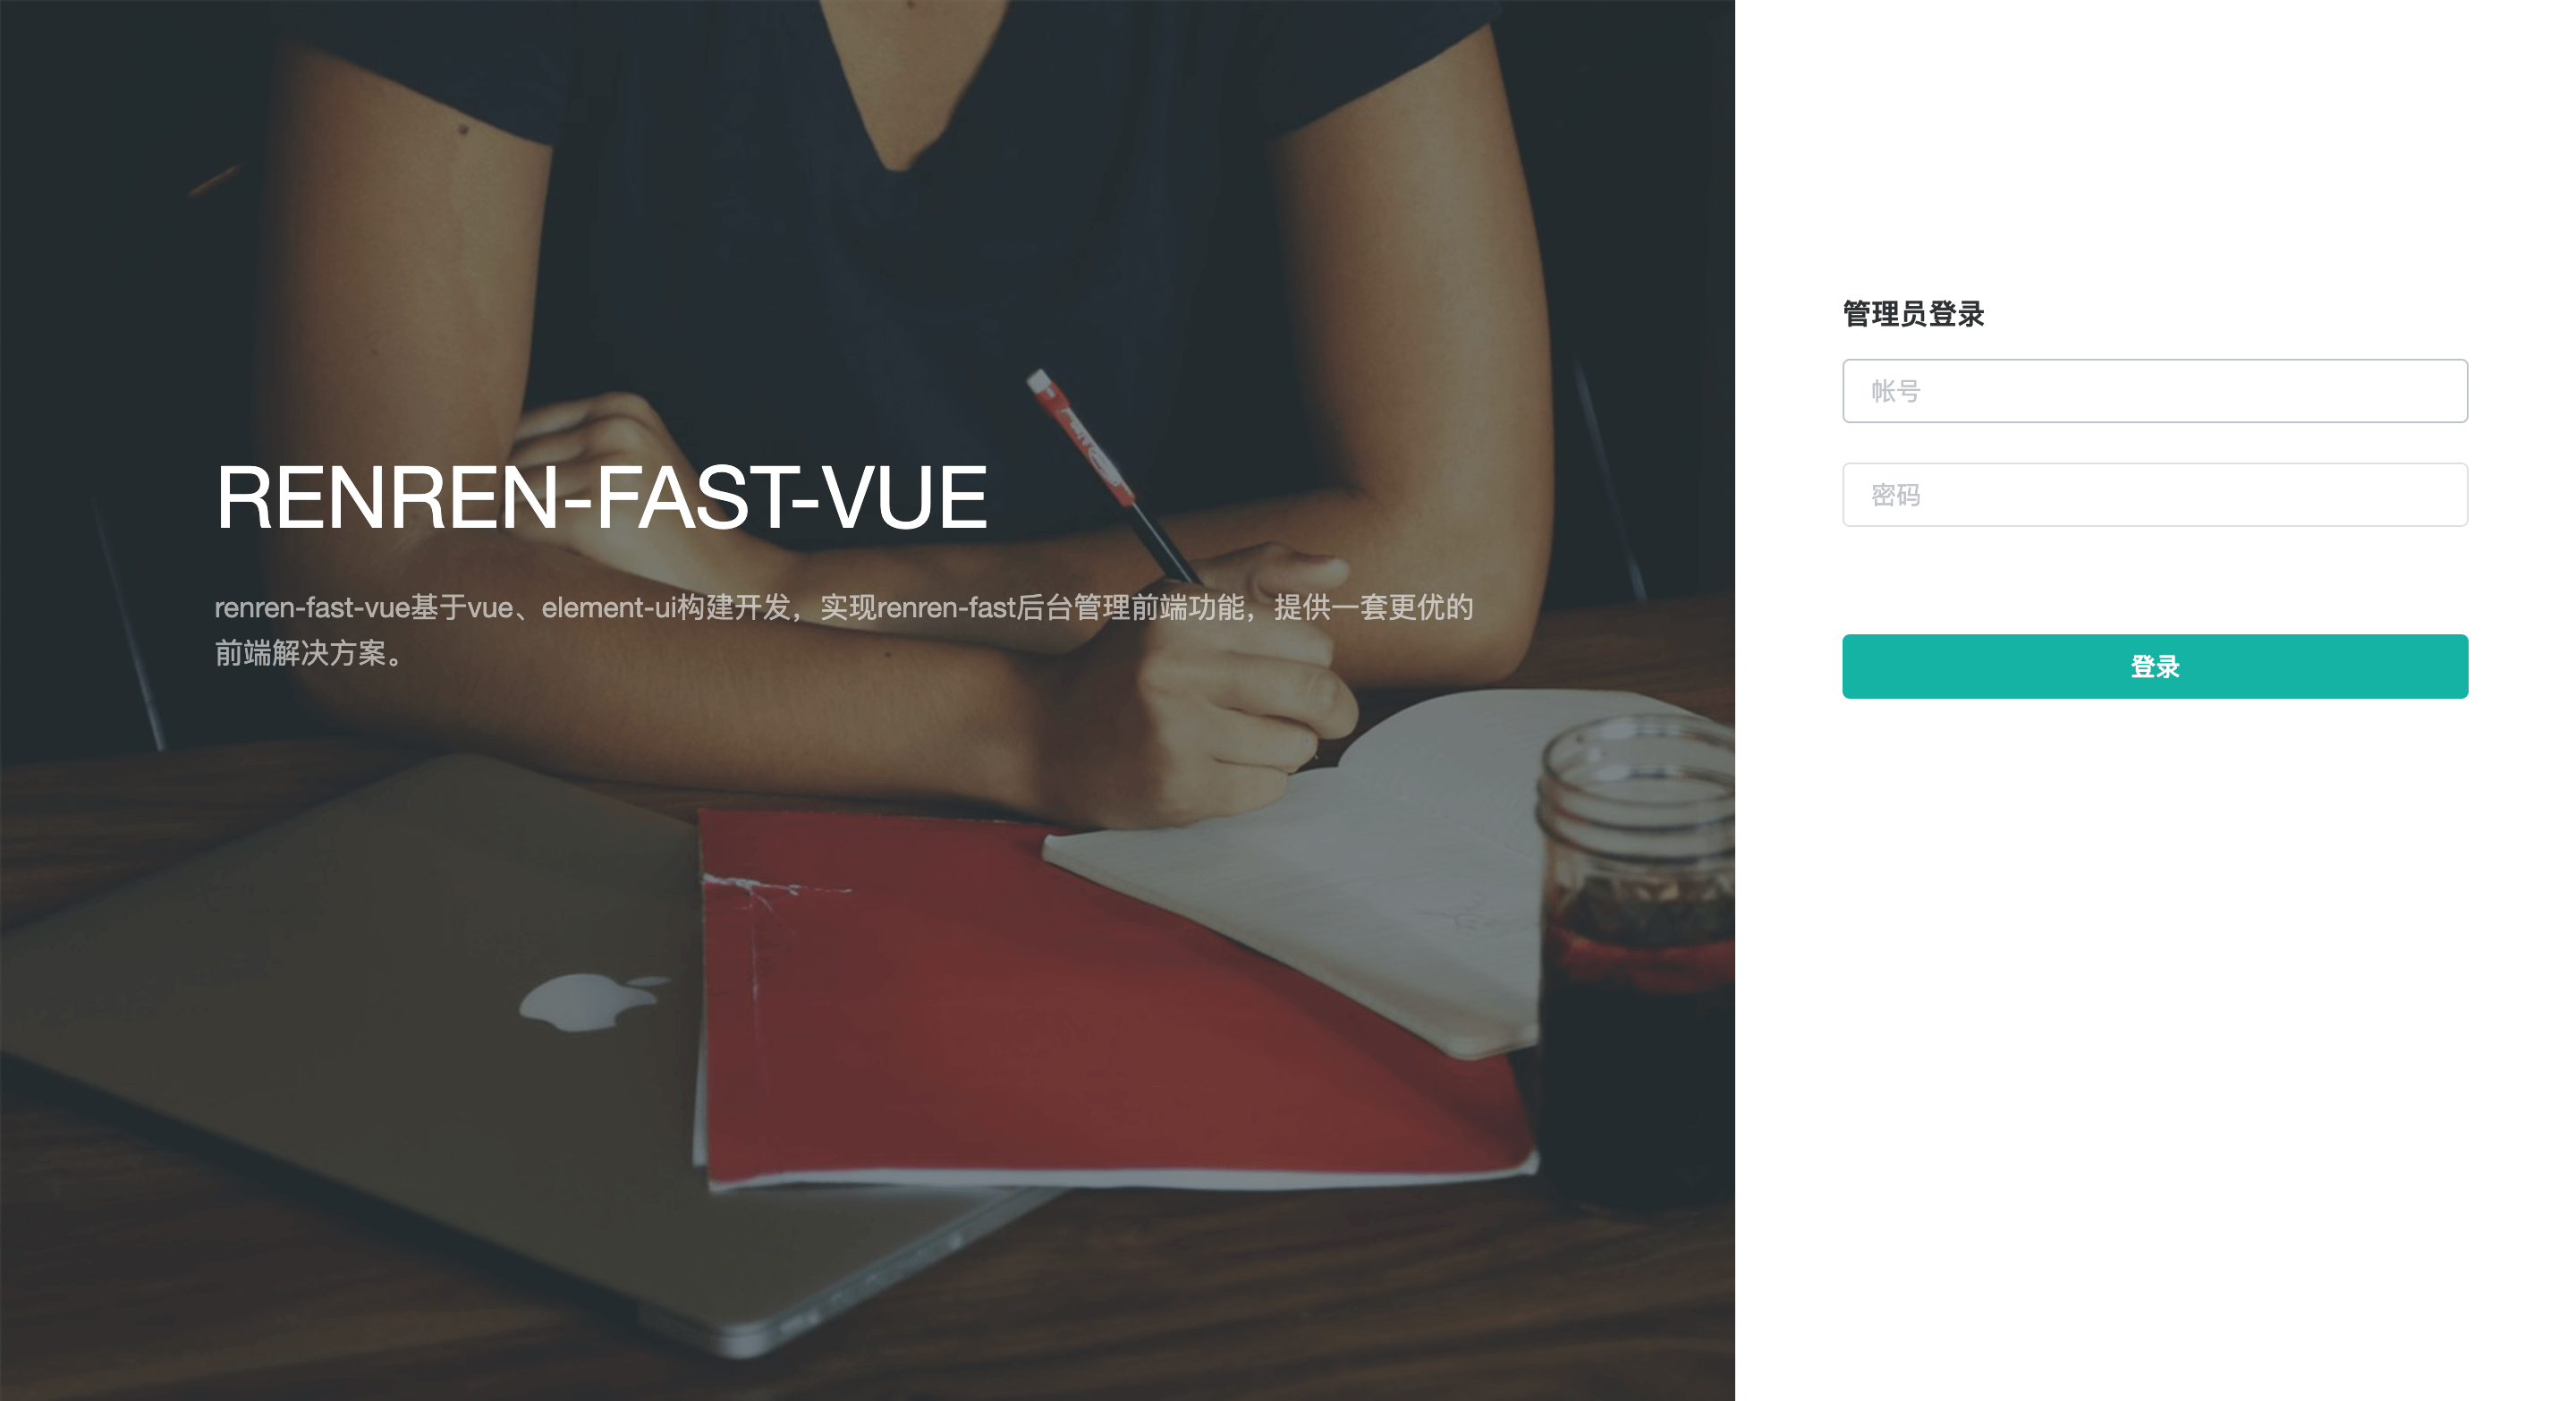 RENREN-FAST-VUE
renren-fast-vue基于vue、element-ui构建开发，实现renren-fast后台管理前端功能，提供一套更优的
前端解决方案。
管理员登录
帐号
密码
登录